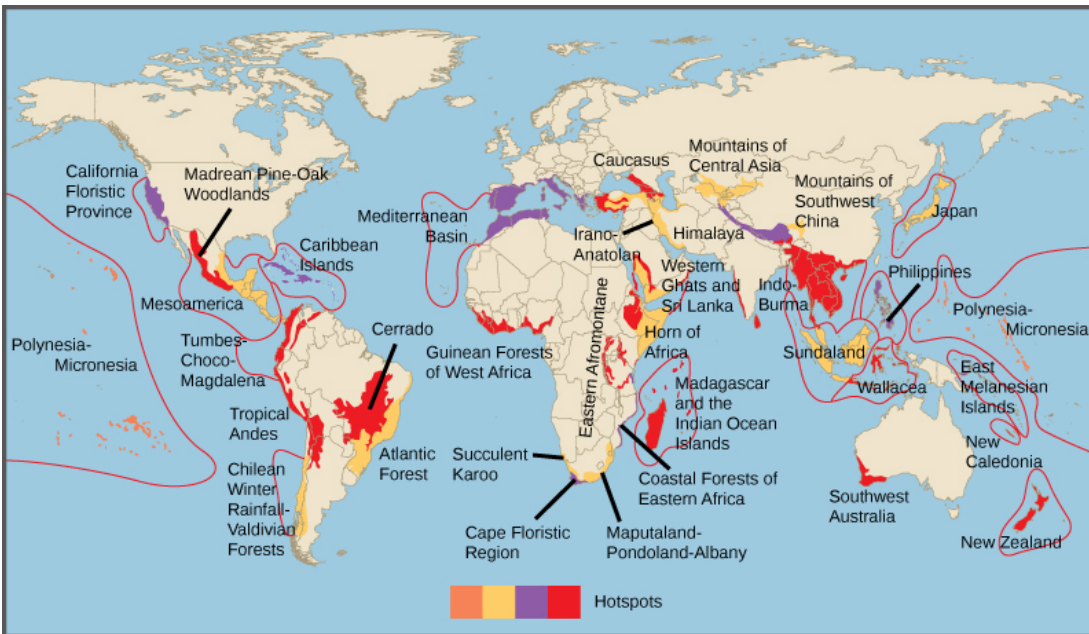 California
Floristic
Province
Madrean Pine-Oak
Woodlands
Caribbean
Islands
Mesoamerica
Polynesia-
Micronesia
Tumbes-
Choco-
Magdalena
Cerrado
Tropical
Andes
Atlantic
Forest
Chilean
Winter
Rainfall-
Valdivian
Forests
Mediterranean
Basin
Caucasus
Mountains of
Central Asia
Mountains of
Southwest
China
Irano-
Anatolian
Himalaya
Japan
Western
Ghats and
Sri Lanka
Indo-
Burma
Philippines
Guinean Forests
of West Africa
Eastern Afromontane
Horn of
Africa
Sundaland
Wallacea
Polynesia-
Micronesia
East
Melanesian
Islands
Madagascar
and the
Indian Ocean
Islands
Succulent
Karoo
Coastal Forests of
Eastern Africa
Cape Floristic
Region
Maputaland-
Pondoland-Albany
Southwest
Australia
New
Caledonia
New Zealand
Hotspots